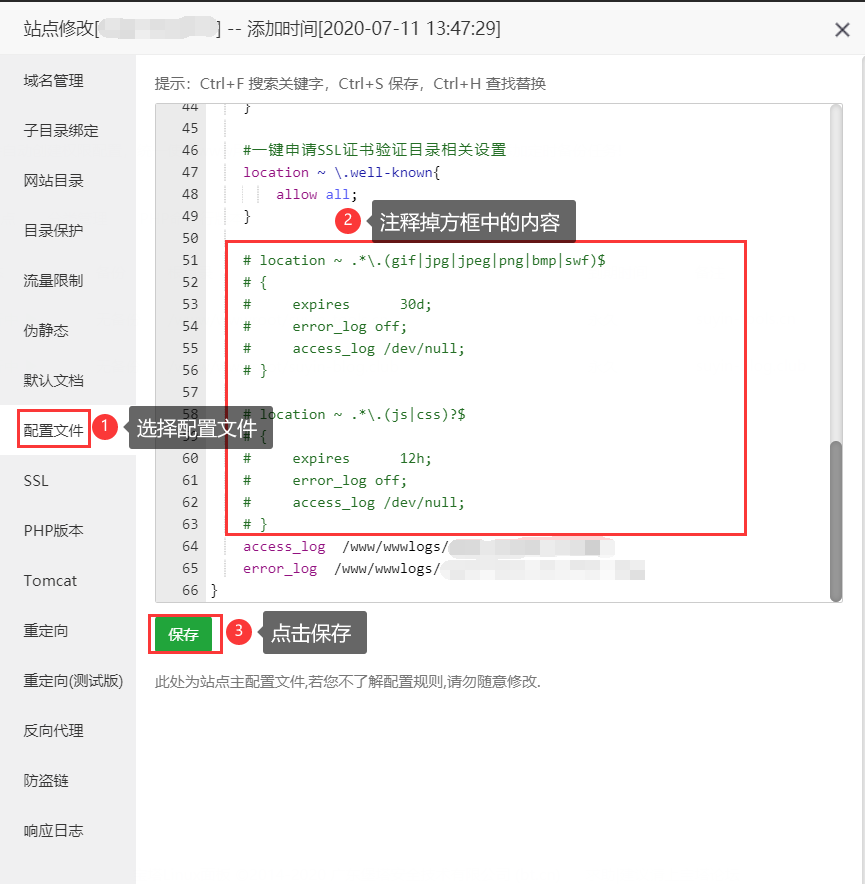 站点修改[ ] -- 添加时间[2020-07-11 13:47:29]
域名管理
子目录绑定
网站目录
目录保护
流量限制
伪静态
默认文档
配置文件
1
选择配置文件
SSL
PHP版本
Tomcat
重定向
重定向(测试版)
反向代理
防盗链
响应日志
提示：Ctrl+F 搜索关键字，Ctrl+S 保存，Ctrl+H 查找替换
44 }
45
46 #一键申请SSL证书验证目录相关设置
47 location ~ \.well-known{
48 allow all;
49 }
2
注释掉方框中的内容
50
51 # location ~ .*\.(gif|jpg|jpeg|png|bmp|swf)$
52 # {
53 # expires 30d;
54 # error_log off;
55 # access_log /dev/null;
56 # }
57
58 # location ~ .*\.(js|css)?$
59 # {
60 # expires 12h;
61 # error_log off;
62 # access_log /dev/null;
63 # }
64 access_log /www/wwwlogs/
65 error_log /www/wwwlogs/
66 }
保存
3
点击保存
此处为站点主配置文件,若您不了解配置规则,请勿随意修改.